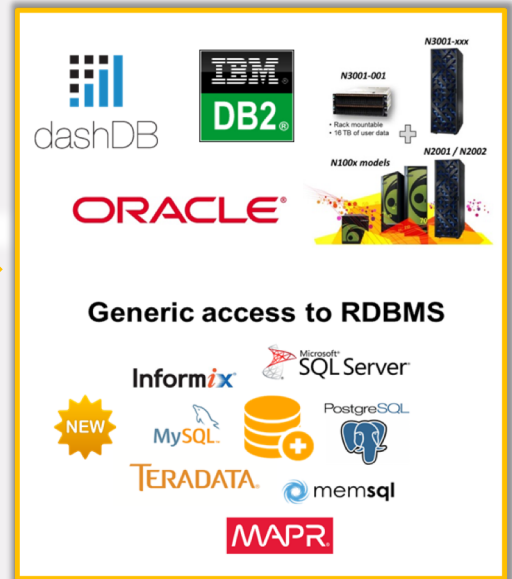 dashDB
IBM
DB2
N3001-xxx
N3001-001
• Rack mountable
• 16 TB of user data
N2001 / N2002
N100x models
ORACLE
Generic access to RDBMS
Informix
Microsoft
SQL Server
NEW
MySQL
PostgreSQL
TERADATA
memsql
MAPR